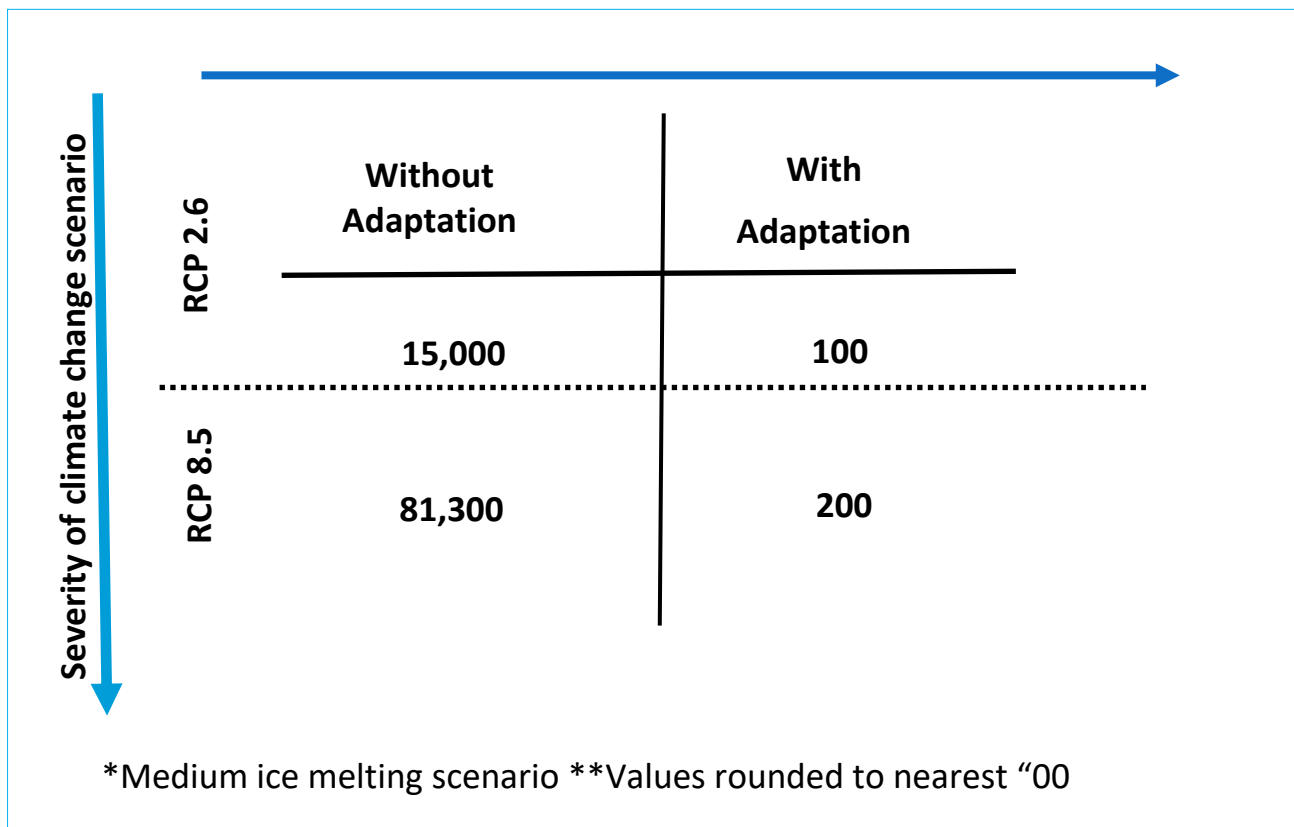 Severity of climate change scenario
RCP 2.6
Without
Adaptation
With
Adaptation
15,000
100
RCP 8.5
81,300
200
*Medium ice melting scenario **Values rounded to nearest “00